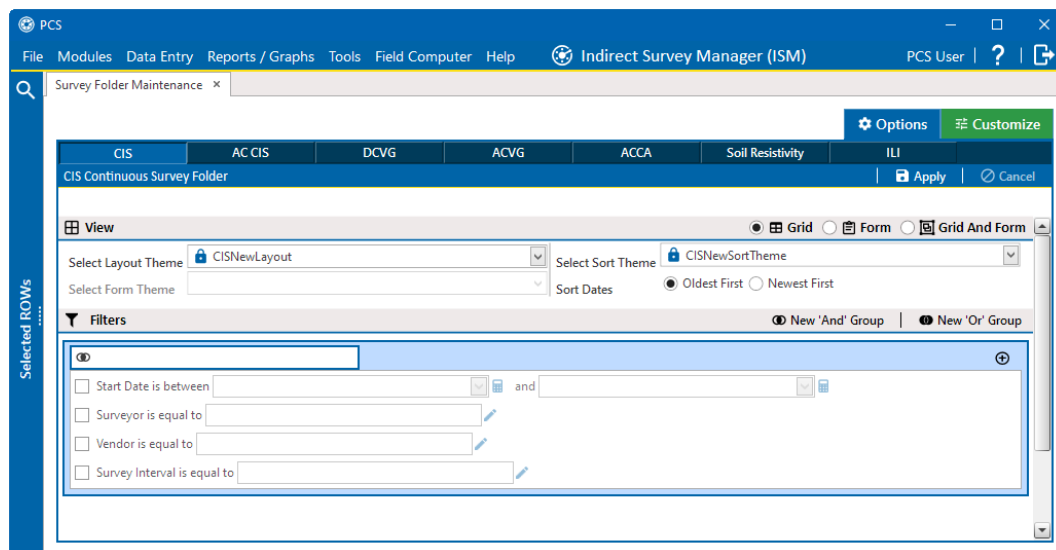 PCS
File Modules Data Entry Reports / Graphs Tools Field Computer Help Indirect Survey Manager (ISM) PCS User | ? |
Survey Folder Maintenance ×
Options Customize
CIS AC CIS DCVG ACVG ACCA Soil Resistivity ILI
CIS Continuous Survey Folder | Apply | Cancel
View Grid Form Grid And Form
Select Layout Theme CISNewLayout Select Sort Theme CISNewSortTheme
Select Form Theme Sort Dates Oldest First Newest First
Filters New 'And' Group | New 'Or' Group
Start Date is between and
Surveyor is equal to
Vendor is equal to
Survey Interval is equal to
Selected ROWs